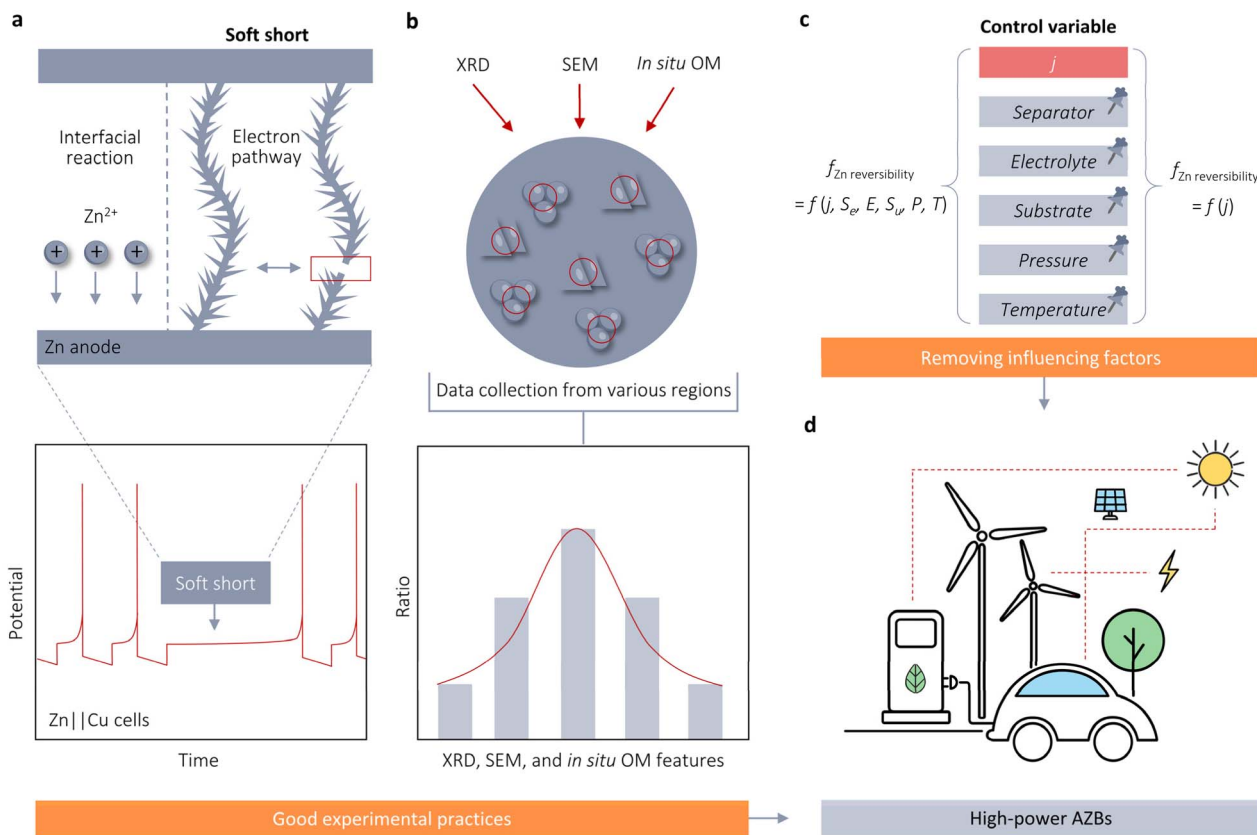 a
Soft short
Interfacial
reaction
Electron
pathway
Zn²⁺
+ + +
Zn anode
Soft short
Potential
Zn||Cu cells
Time
b
XRD
SEM
In situ OM
Data collection from various regions
Ratio
XRD, SEM, and in situ OM features
Good experimental practices
c
Control variable
j
Separator
Electrolyte
Substrate
Pressure
Temperature
f Zn reversibility
= f (j, Sₑ, E, Sᵤ, P, T)
f Zn reversibility
= f (j)
Removing influencing factors
d
High-power AZBs